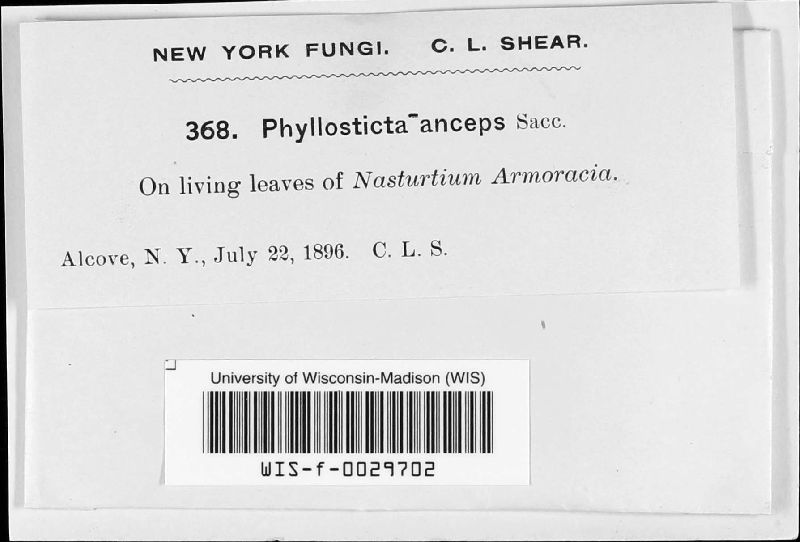 NEW YORK FUNGI. C. L. SHEAR.
368. Phyllosticta anceps Sacc.
On living leaves of Nasturtium Armoracia.
Alcove, N. Y., July 22, 1896. C. L. S.
University of Wisconsin-Madison (WIS)
WIS-f-0029702